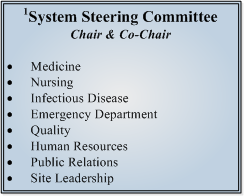 ¹System Steering Committee
Chair & Co-Chair
• Medicine
• Nursing
• Infectious Disease
• Emergency Department
• Quality
• Human Resources
• Public Relations
• Site Leadership